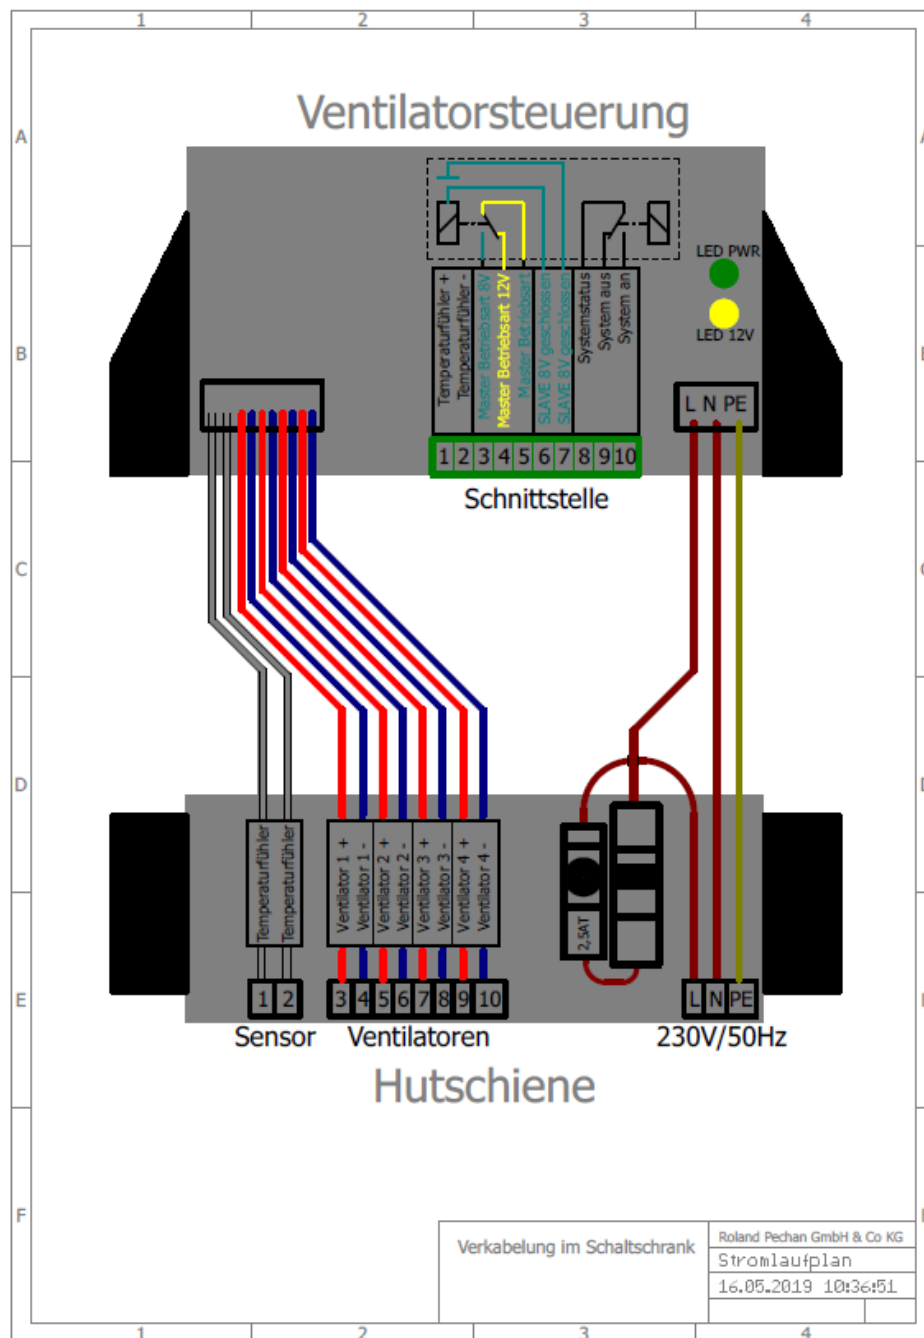 1 2 3 4
A
B
C
D
E
F
Ventilatorsteuerung
Temperaturfühler +
Temperaturfühler -
Master Betriebsart 8V
Master Betriebsart 12V
Master Betriebsart
SLAVE 8V geschlossen
SLAVE 8V geschlossen
Systemstatus
System aus
System an
LED PWR
LED 12V
L N PE
1 2 3 4 5 6 7 8 9 10
Schnittstelle
Temperaturfühler
Temperaturfühler
Ventilator 1 +
Ventilator 1 -
Ventilator 2 +
Ventilator 2 -
Ventilator 3 +
Ventilator 3 -
Ventilator 4 +
Ventilator 4 -
2,5AT
1 2
3 4 5 6 7 8 9 10
L N PE
Sensor
Ventilatoren
230V/50Hz
Hutschiene
Verkabelung im Schaltschrank
Roland Pechan GmbH & Co KG
Stromlaufplan
16.05.2019 10:36:51
1 2 3 4